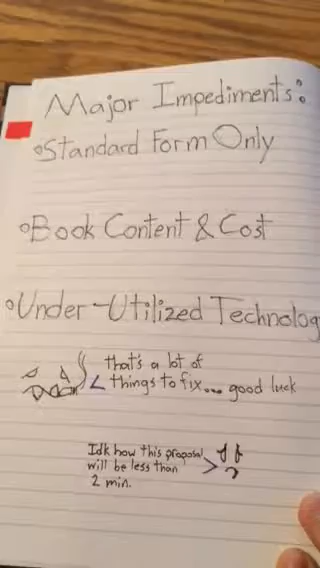 Major Impediments:
•Standard Form Only
•Book Content & Cost
•Under-Utilized Technolog
that's a lot of
things to fix... good luck
Idk how this proposal
will be less than
2 min.